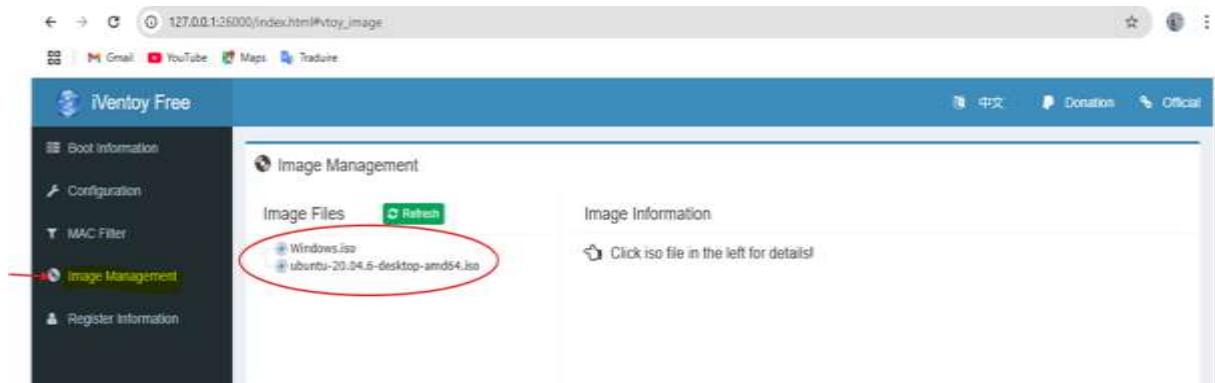 127.0.0.1:26000/index.html#vtoy_image
Gmail YouTube Maps Traduire
iVentoy Free 中文 Donation Official
Boot Information
Configuration
MAC Filter
Image Management
Register Information
Image Management
Image Files Refresh Image Information
Windows.iso
ubuntu-20.04.6-desktop-amd64.iso
Click iso file in the left for details!